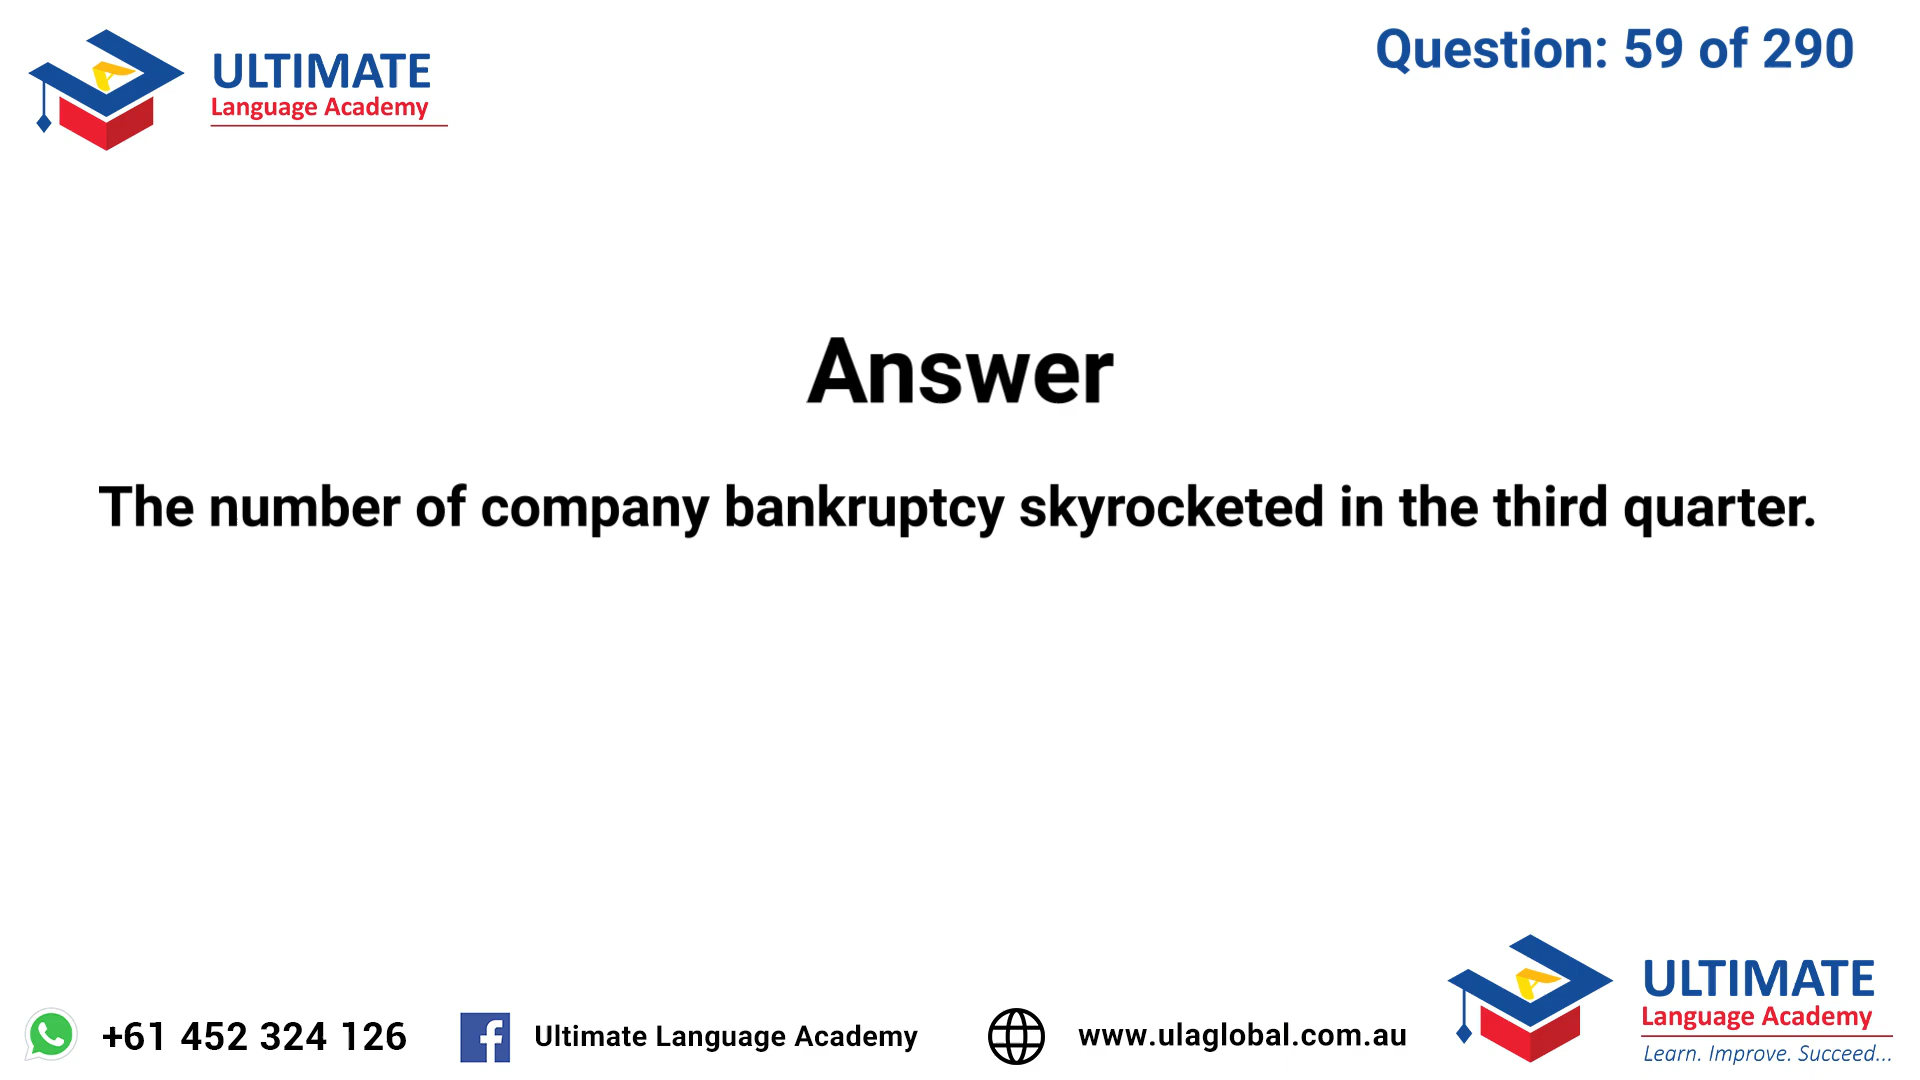 ULTIMATE
Language Academy
Question: 59 of 290
Answer
The number of company bankruptcy skyrocketed in the third quarter.
+61 452 324 126
Ultimate Language Academy
www.ulaglobal.com.au
ULTIMATE
Language Academy
Learn. Improve. Succeed...